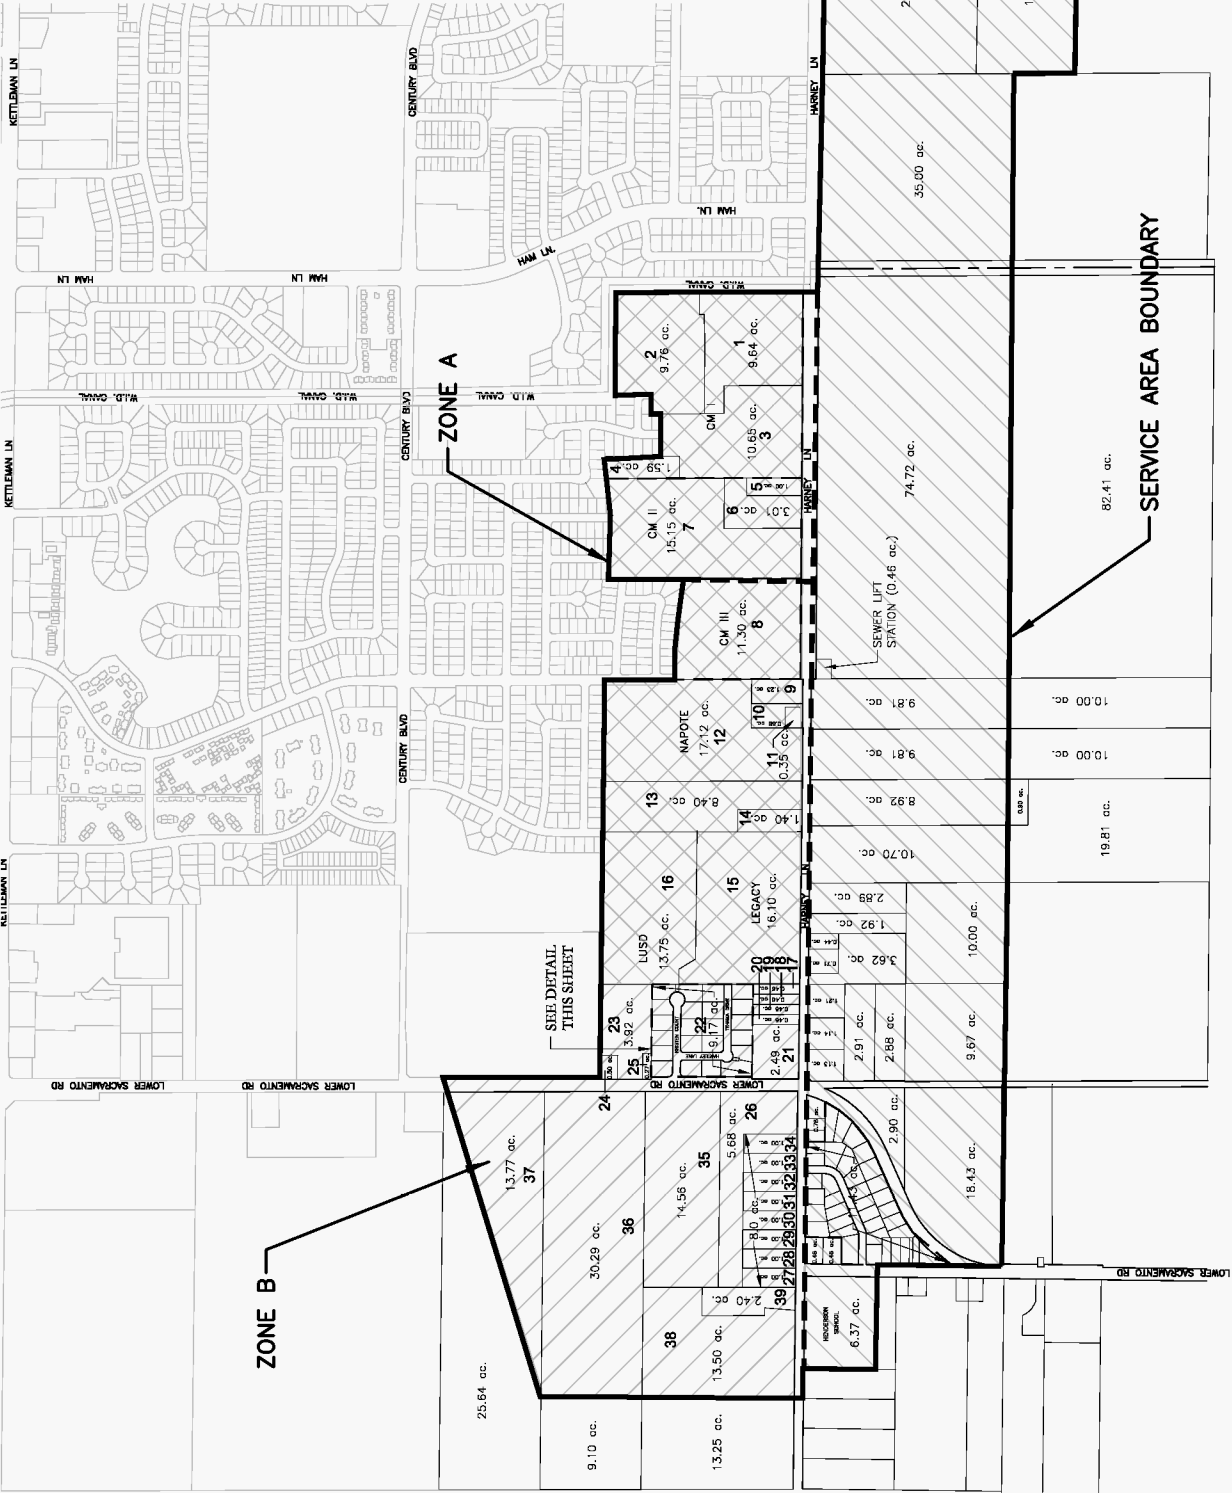 KETTLEMAN LN
CENTURY BLVD
HARNEY LN
HAM LN.
HAM LN.
HAM LN
HAM LN
W.I.D. CANAL
35.00 ac.
2
9.76 ac.
1
9.64 ac.
W.I.D. CANAL
W.I.D. CANAL
W.I.D. CANAL
CENTURY BLVD
KETTLEMAN LN
ZONE A
10.65 ac.
3
4
1.59 ac.
5
6
3.01 ac.
CM II
15.15 ac.
7
HARNEY LN
74.72 ac.
82.41 ac.
SERVICE AREA BOUNDARY
CM III
11.30 ac.
8
SEWER LIFT
STATION (0.46 ac.)
9
10
11
0.35 ac.
NAPOTE
17.12 ac.
12
CENTURY BLVD
9.81 ac.
10.00 ac.
9.81 ac.
10.00 ac.
13
8.40 ac.
14
1.40 ac.
8.92 ac.
0.80 ac.
10.70 ac.
19.81 ac.
KETTLEMAN LN
16
15
LEGACY
16.10 ac.
LUSD
13.75 ac.
HARNEY LN
2.89 ac.
1.92 ac.
3.62 ac.
10.00 ac.
SEE DETAIL
THIS SHEET
20
19
18
17
23
3.92 ac.
22
9.17 ac.
25
2.49 ac.
21
24
2.91 ac.
2.88 ac.
9.67 ac.
LOWER SACRAMENTO RD
LOWER SACRAMENTO RD
LOWER SACRAMENTO RD
26
5.68 ac.
2.90 ac.
18.43 ac.
13.77 ac.
37
14.56 ac.
35
30.29 ac.
36
34
33
32
31
30
29
28
27
8.0 ac.
39
2.40 ac.
38
13.50 ac.
HENDERSON
SCHOOL
6.37 ac.
LOWER SACRAMENTO RD
ZONE B
25.64 ac.
9.10 ac.
13.25 ac.